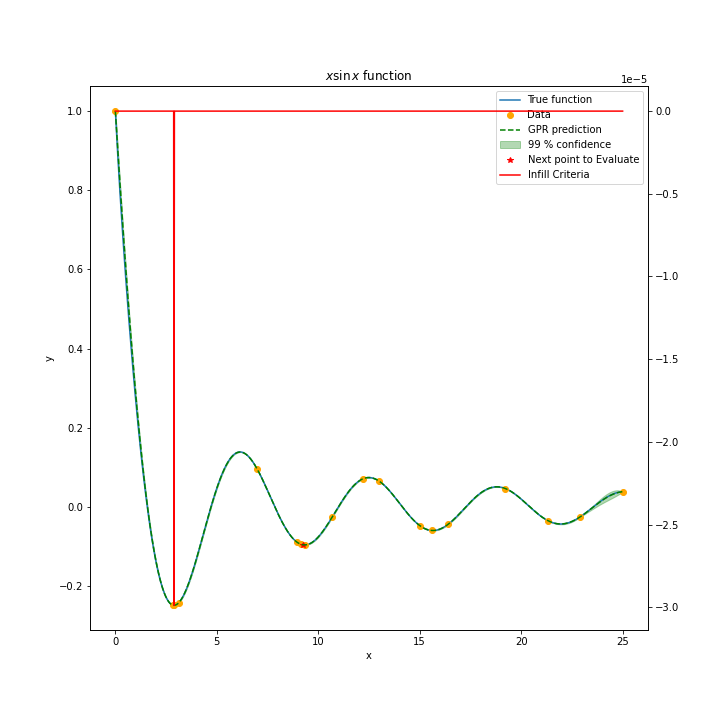 x sin x function
1e−5
1.0
0.8
0.6
0.4
0.2
0.0
−0.2
y
0
5
10
15
20
25
x
0.0
−0.5
−1.0
−1.5
−2.0
−2.5
−3.0
True function
Data
GPR prediction
99 % confidence
Next point to Evaluate
Infill Criteria